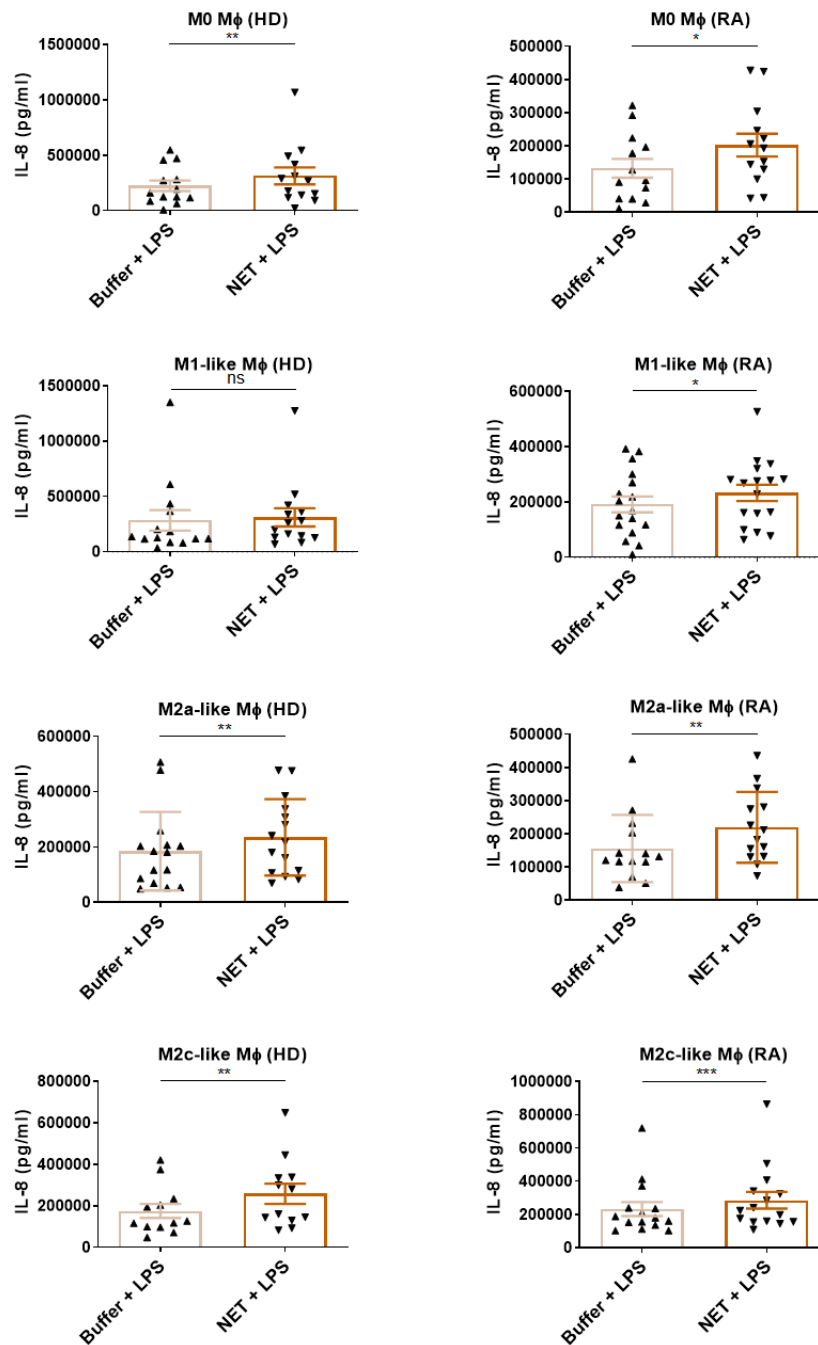 M0 Mϕ (HD)
**
IL-8 (pg/ml)
1500000
1000000
500000
0
Buffer + LPS
NET + LPS
M0 Mϕ (RA)
*
IL-8 (pg/ml)
500000
400000
300000
200000
100000
0
Buffer + LPS
NET + LPS
M1-like Mϕ (HD)
ns
IL-8 (pg/ml)
1500000
1000000
500000
0
Buffer + LPS
NET + LPS
M1-like Mϕ (RA)
*
IL-8 (pg/ml)
600000
400000
200000
0
Buffer + LPS
NET + LPS
M2a-like Mϕ (HD)
**
IL-8 (pg/ml)
600000
400000
200000
0
Buffer + LPS
NET + LPS
M2a-like Mϕ (RA)
**
IL-8 (pg/ml)
500000
400000
300000
200000
100000
0
Buffer + LPS
NET + LPS
M2c-like Mϕ (HD)
**
IL-8 (pg/ml)
800000
600000
400000
200000
0
Buffer + LPS
NET + LPS
M2c-like Mϕ (RA)
***
IL-8 (pg/ml)
1000000
800000
600000
400000
200000
0
Buffer + LPS
NET + LPS